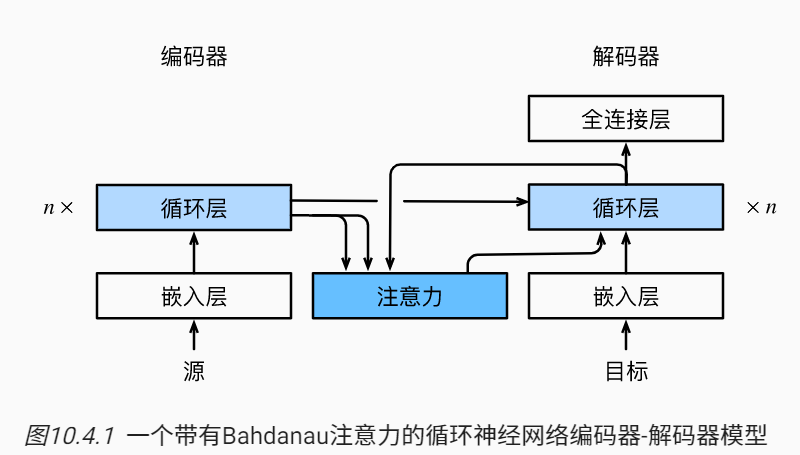 编码器
解码器
全连接层
n ×
循环层
循环层
× n
嵌入层
注意力
嵌入层
源
目标
图10.4.1 一个带有Bahdanau注意力的循环神经网络编码器-解码器模型